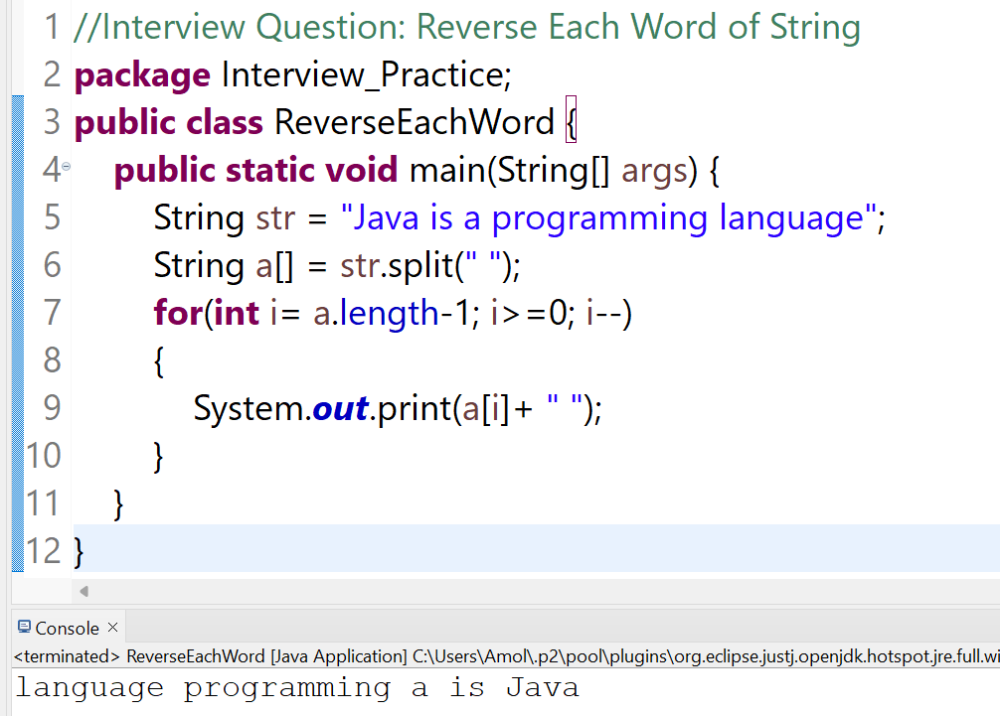 1 //Interview Question: Reverse Each Word of String
2 package Interview_Practice;
3 public class ReverseEachWord {
4 public static void main(String[] args) {
5 String str = "Java is a programming language";
6 String a[] = str.split(" ");
7 for(int i= a.length-1; i>=0; i--)
8 {
9 System.out.print(a[i]+ " ");
10 }
11 }
12 }
Console ×
<terminated> ReverseEachWord [Java Application] C:\Users\Amol\.p2\pool\plugins\org.eclipse.justj.openjdk.hotspot.jre.full.wi
language programming a is Java